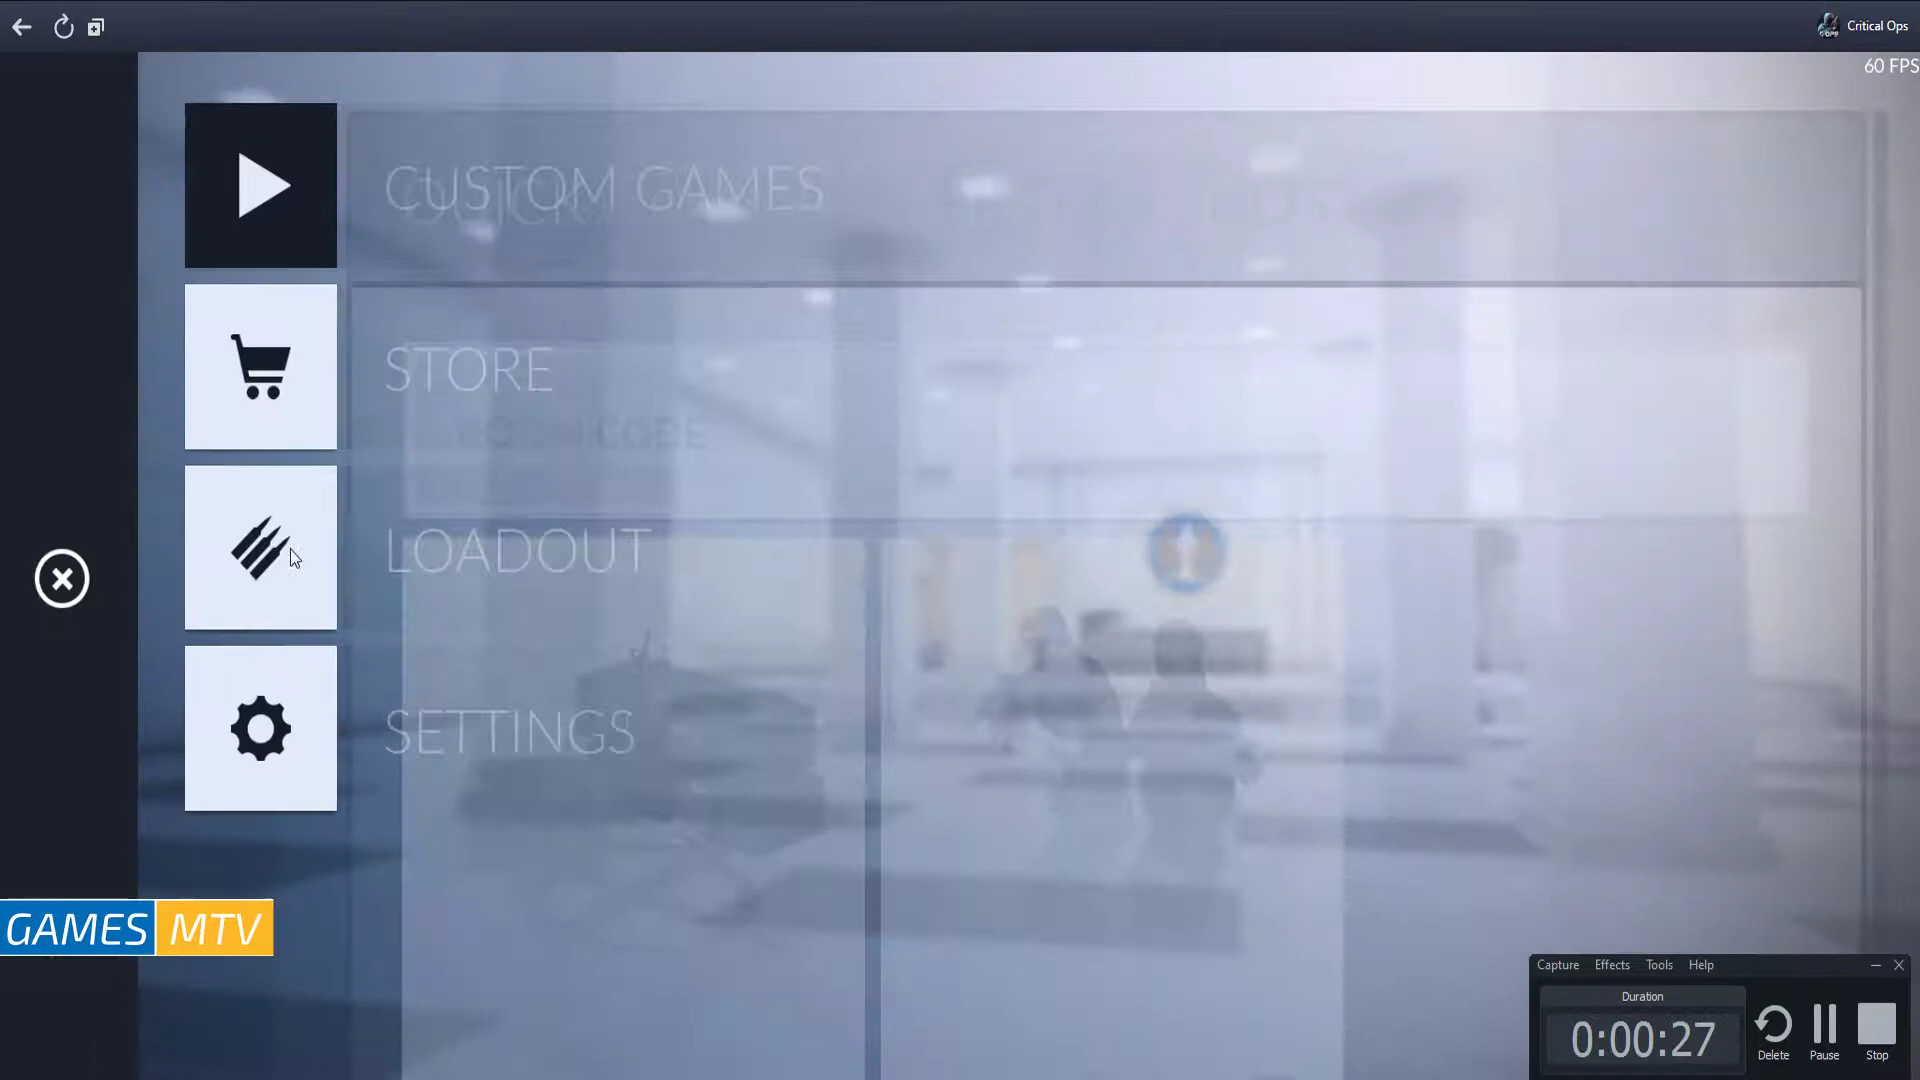 Critical Ops
60 FPS
CUSTOM GAMES
STORE
LOADOUT
SETTINGS
GAMES MTV
Capture Effects Tools Help
Duration
0:00:27
Delete Pause Stop